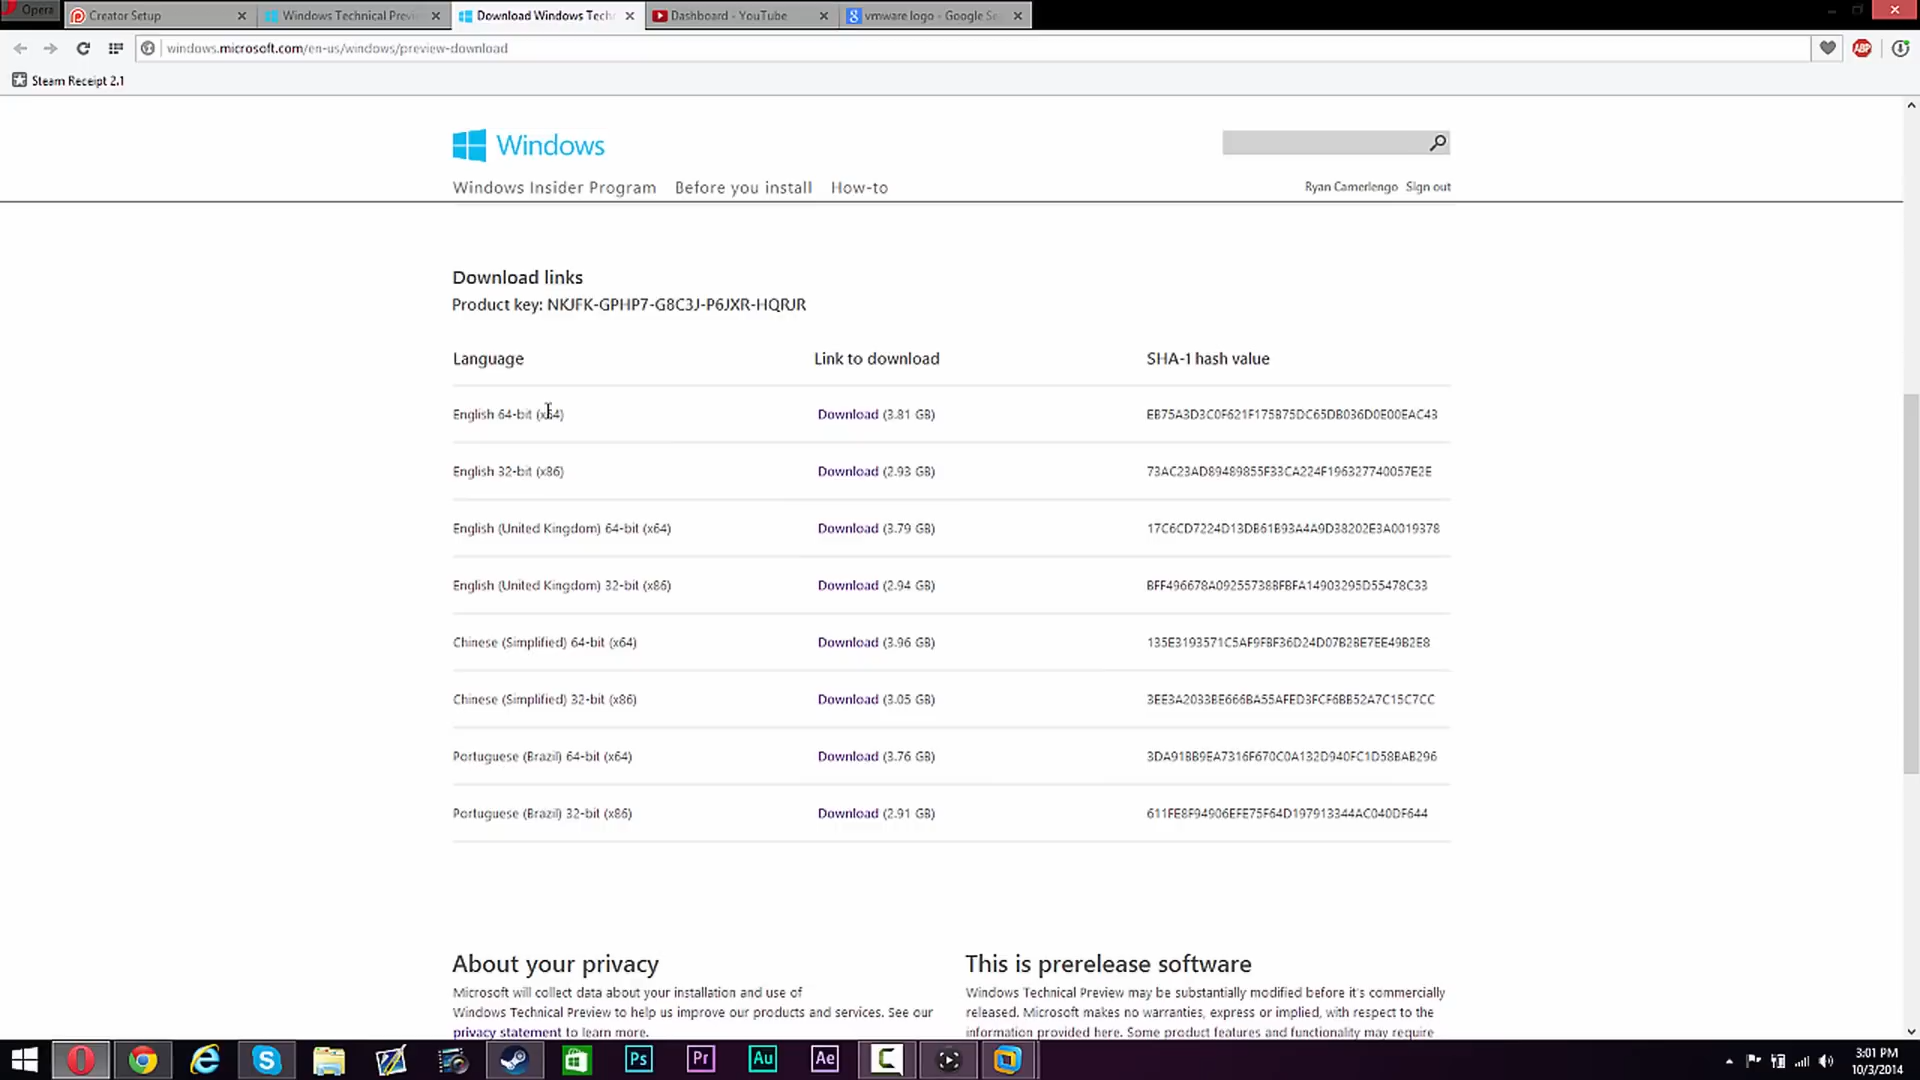 Opera
Creator Setup
Windows Technical Previ
Download Windows Tech
Dashboard - YouTube
vmware logo - Google Se
windows.microsoft.com/en-us/windows/preview-download
ABP
Steam Receipt 2.1
Windows
Windows Insider Program Before you install How-to
Ryan Camerlengo Sign out
Download links
Product key: NKJFK-GPHP7-G8C3J-P6JXR-HQRJR
Language Link to download SHA-1 hash value
English 64-bit (x64) Download (3.81 GB) EB75A3D3C0F621F175B75DC65DB036D0E00EAC43
English 32-bit (x86) Download (2.93 GB) 73AC23AD89489855F33CA224F196327740057E2E
English (United Kingdom) 64-bit (x64) Download (3.79 GB) 17C6CD7224D13DB61B93A4A9D38202E3A0019378
English (United Kingdom) 32-bit (x86) Download (2.94 GB) BFF496678A09255738BFBFA14903295D55478C33
Chinese (Simplified) 64-bit (x64) Download (3.96 GB) 135E3193571C5AF9FBF36D24D07B2BE7EE49B2E8
Chinese (Simplified) 32-bit (x86) Download (3.05 GB) 3EE3A2033BE666BA55AFED3FCF6BB52A7C15C7CC
Portuguese (Brazil) 64-bit (x64) Download (3.76 GB) 3DA91BB9EA7316F670C0A132D940FC1D58BAB296
Portuguese (Brazil) 32-bit (x86) Download (2.91 GB) 611FE8F94906EFE75F64D197913344AC040DF644
About your privacy
Microsoft will collect data about your installation and use of
Windows Technical Preview to help us improve our products and services. See our
privacy statement to learn more.
This is prerelease software
Windows Technical Preview may be substantially modified before it's commercially
released. Microsoft makes no warranties, express or implied, with respect to the
information provided here. Some product features and functionality may require
Ps
Pr
Au
Ae
3:01 PM
10/3/2014